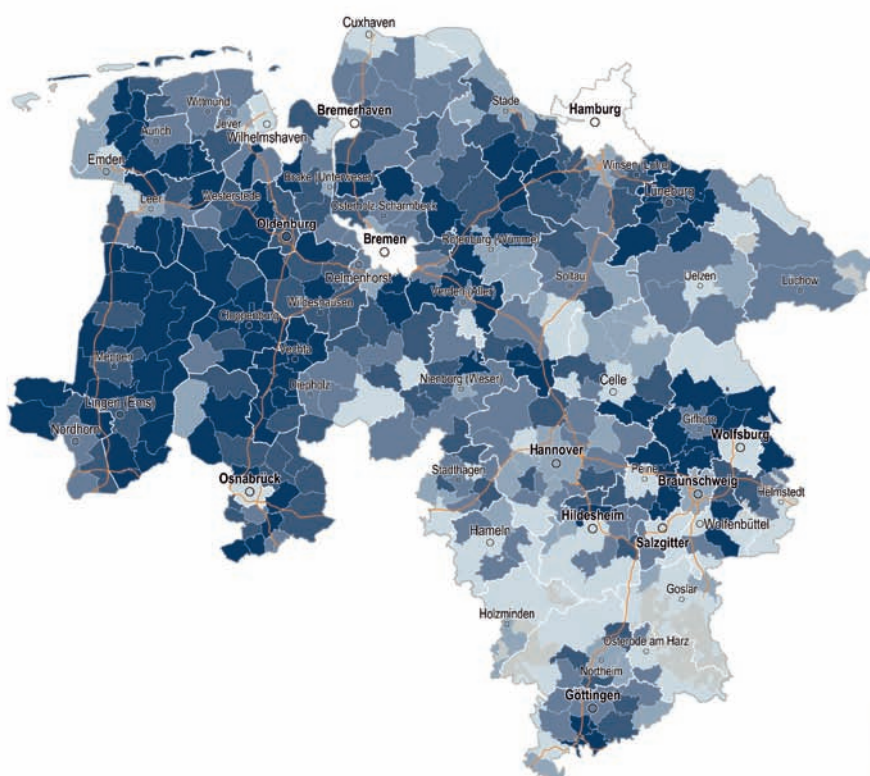 Cuxhaven
Wittmund
Jever
Bremerhaven
Stade
Hamburg
Aurich
Wilhelmshaven
Emden
Brake (Unterweser)
Winsen (Luhe)
Leer
Westerstede
Osterholz-Scharmbeck
Lüneburg
Oldenburg
Bremen
Rotenburg (Wümme)
Delmenhorst
Soltau
Uelzen
Lüchow
Cloppenburg
Wildeshausen
Verden (Aller)
Meppen
Vechta
Diepholz
Nienburg (Weser)
Celle
Lingen (Ems)
Gifhorn
Nordhorn
Wolfsburg
Hannover
Stadthagen
Peine
Osnabrück
Braunschweig
Helmstedt
Hameln
Hildesheim
Wolfenbüttel
Salzgitter
Goslar
Holzminden
Osterode am Harz
Northeim
Göttingen